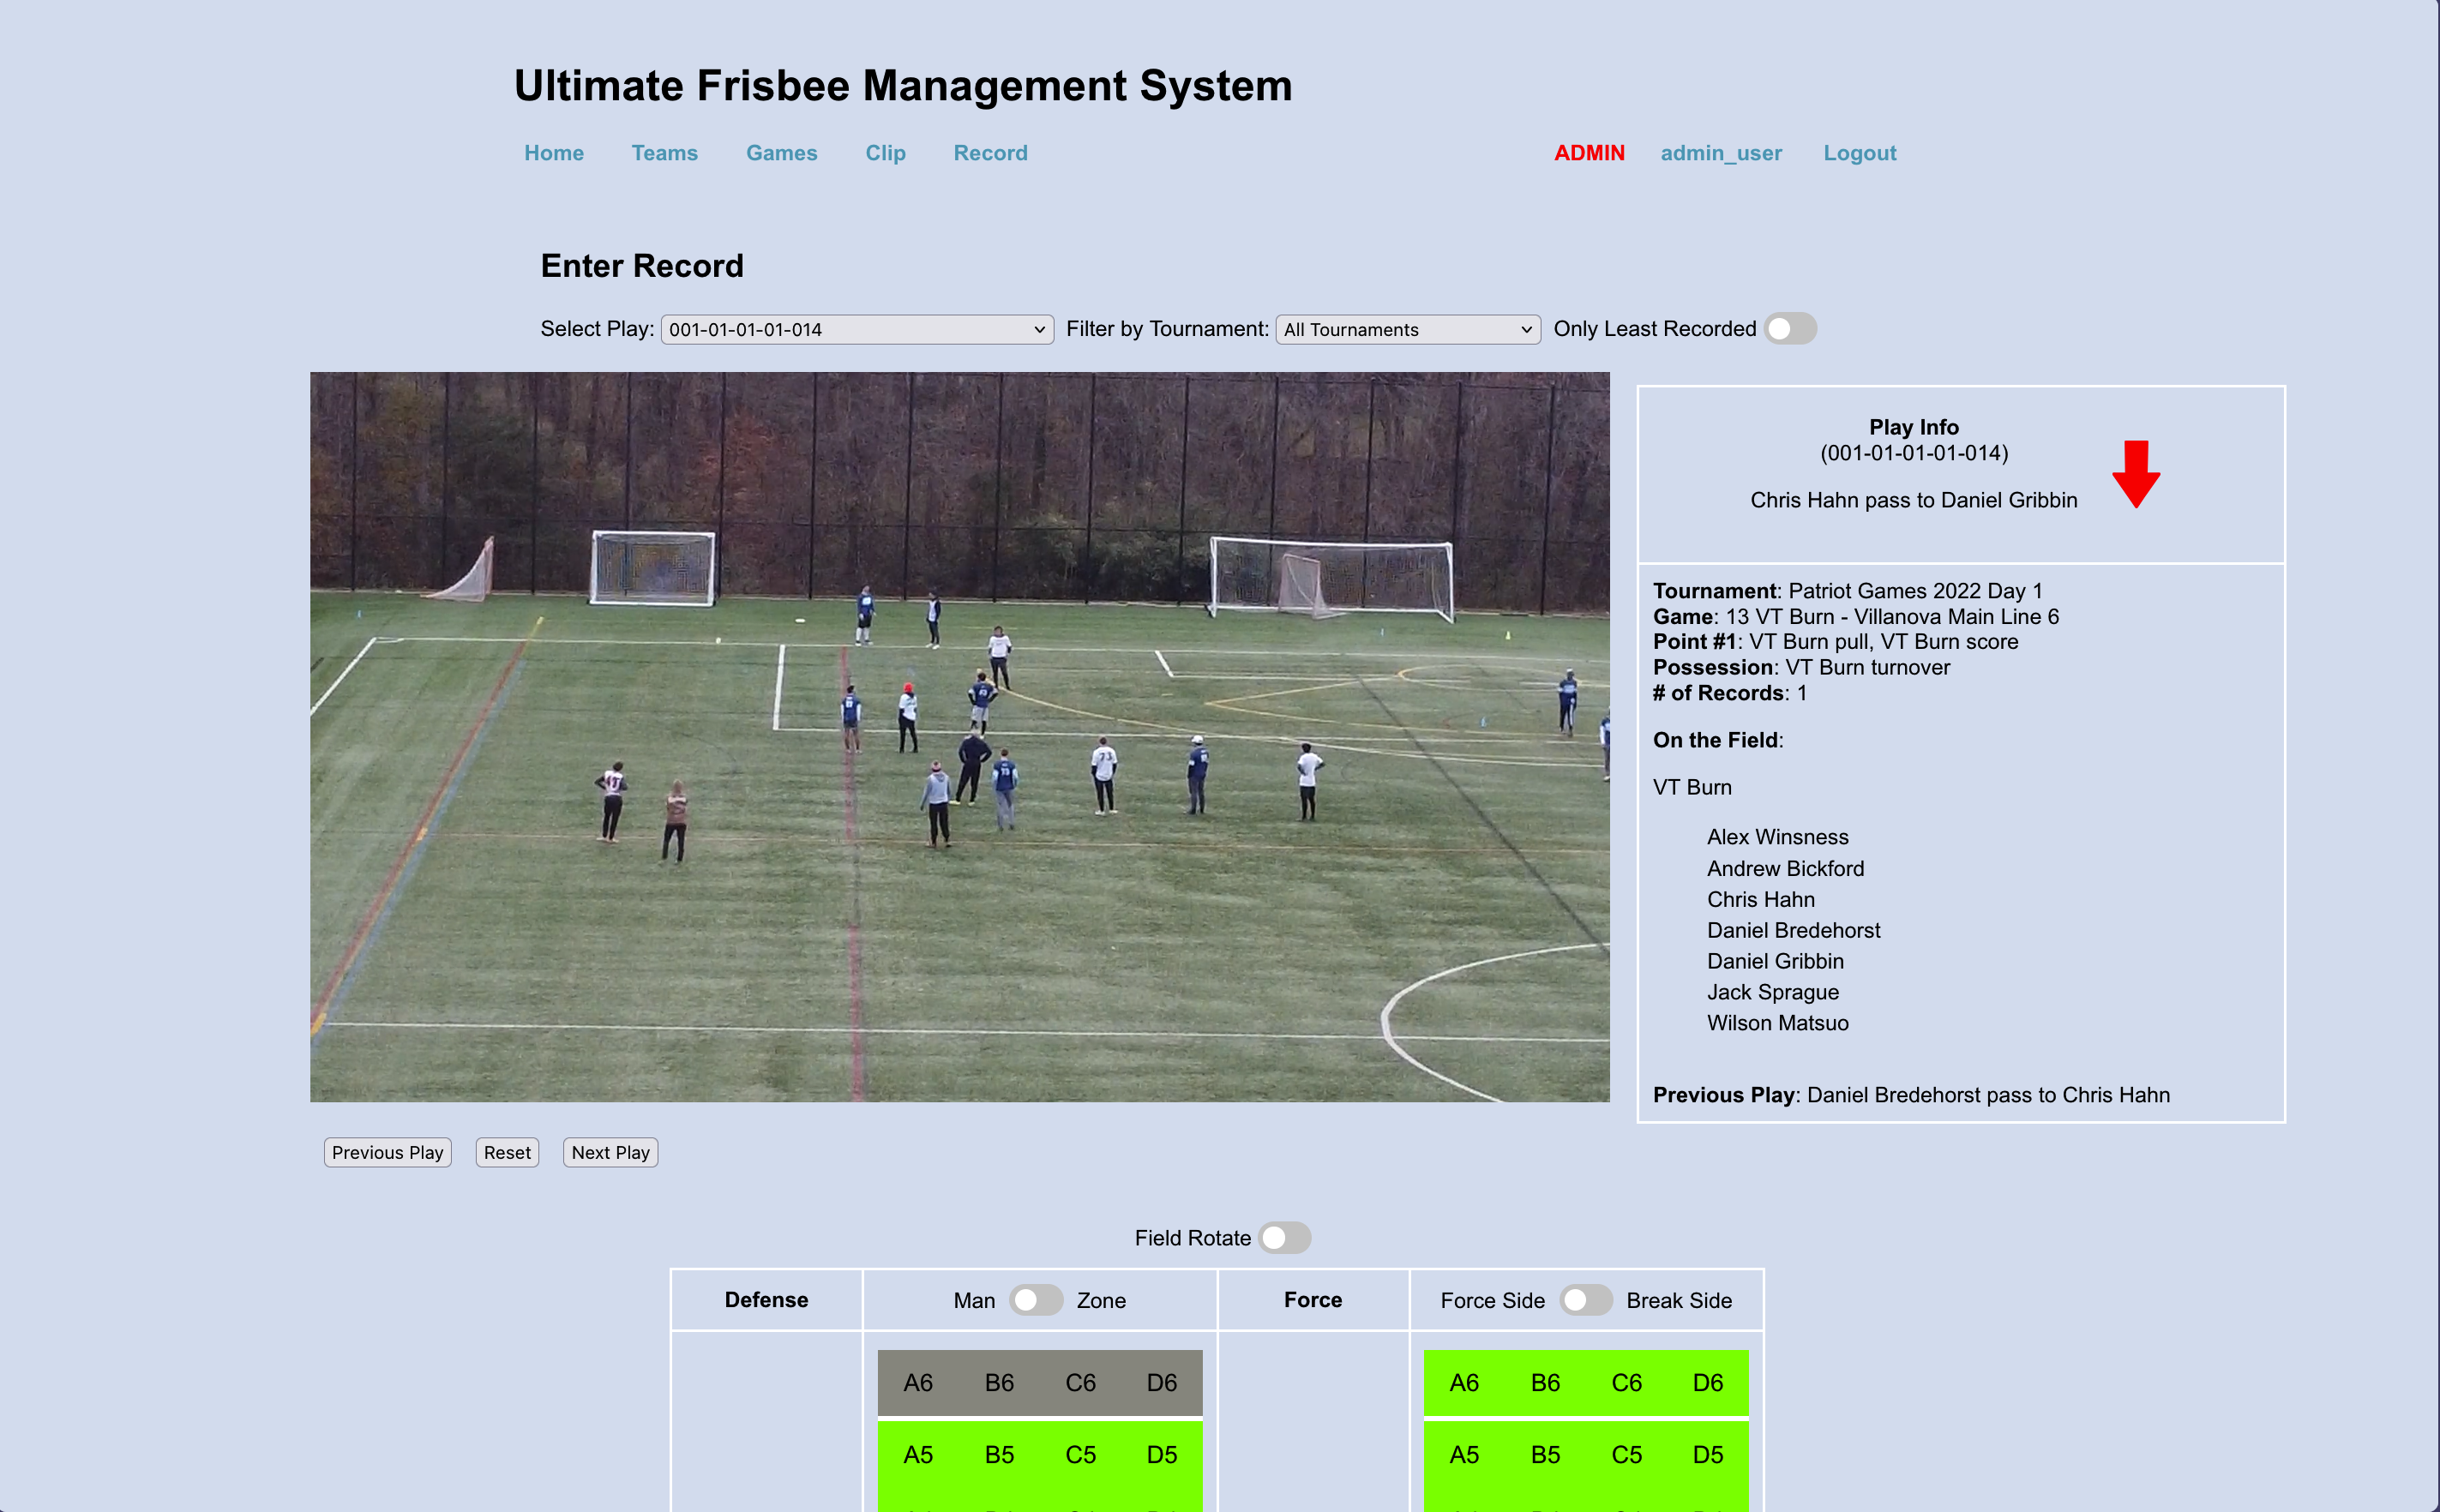 Ultimate Frisbee Management System
Home Teams Games Clip Record ADMIN admin_user Logout
Enter Record
Select Play: 001-01-01-01-014 Filter by Tournament: All Tournaments Only Least Recorded
Play Info
(001-01-01-01-014)
Chris Hahn pass to Daniel Gribbin
Tournament: Patriot Games 2022 Day 1
Game: 13 VT Burn - Villanova Main Line 6
Point #1: VT Burn pull, VT Burn score
Possession: VT Burn turnover
# of Records: 1
On the Field:
VT Burn
Alex Winsness
Andrew Bickford
Chris Hahn
Daniel Bredehorst
Daniel Gribbin
Jack Sprague
Wilson Matsuo
Previous Play: Daniel Bredehorst pass to Chris Hahn
Previous Play Reset Next Play
Field Rotate
Defense Man Zone Force Force Side Break Side
A6 B6 C6 D6 A6 B6 C6 D6
A5 B5 C5 D5 A5 B5 C5 D5